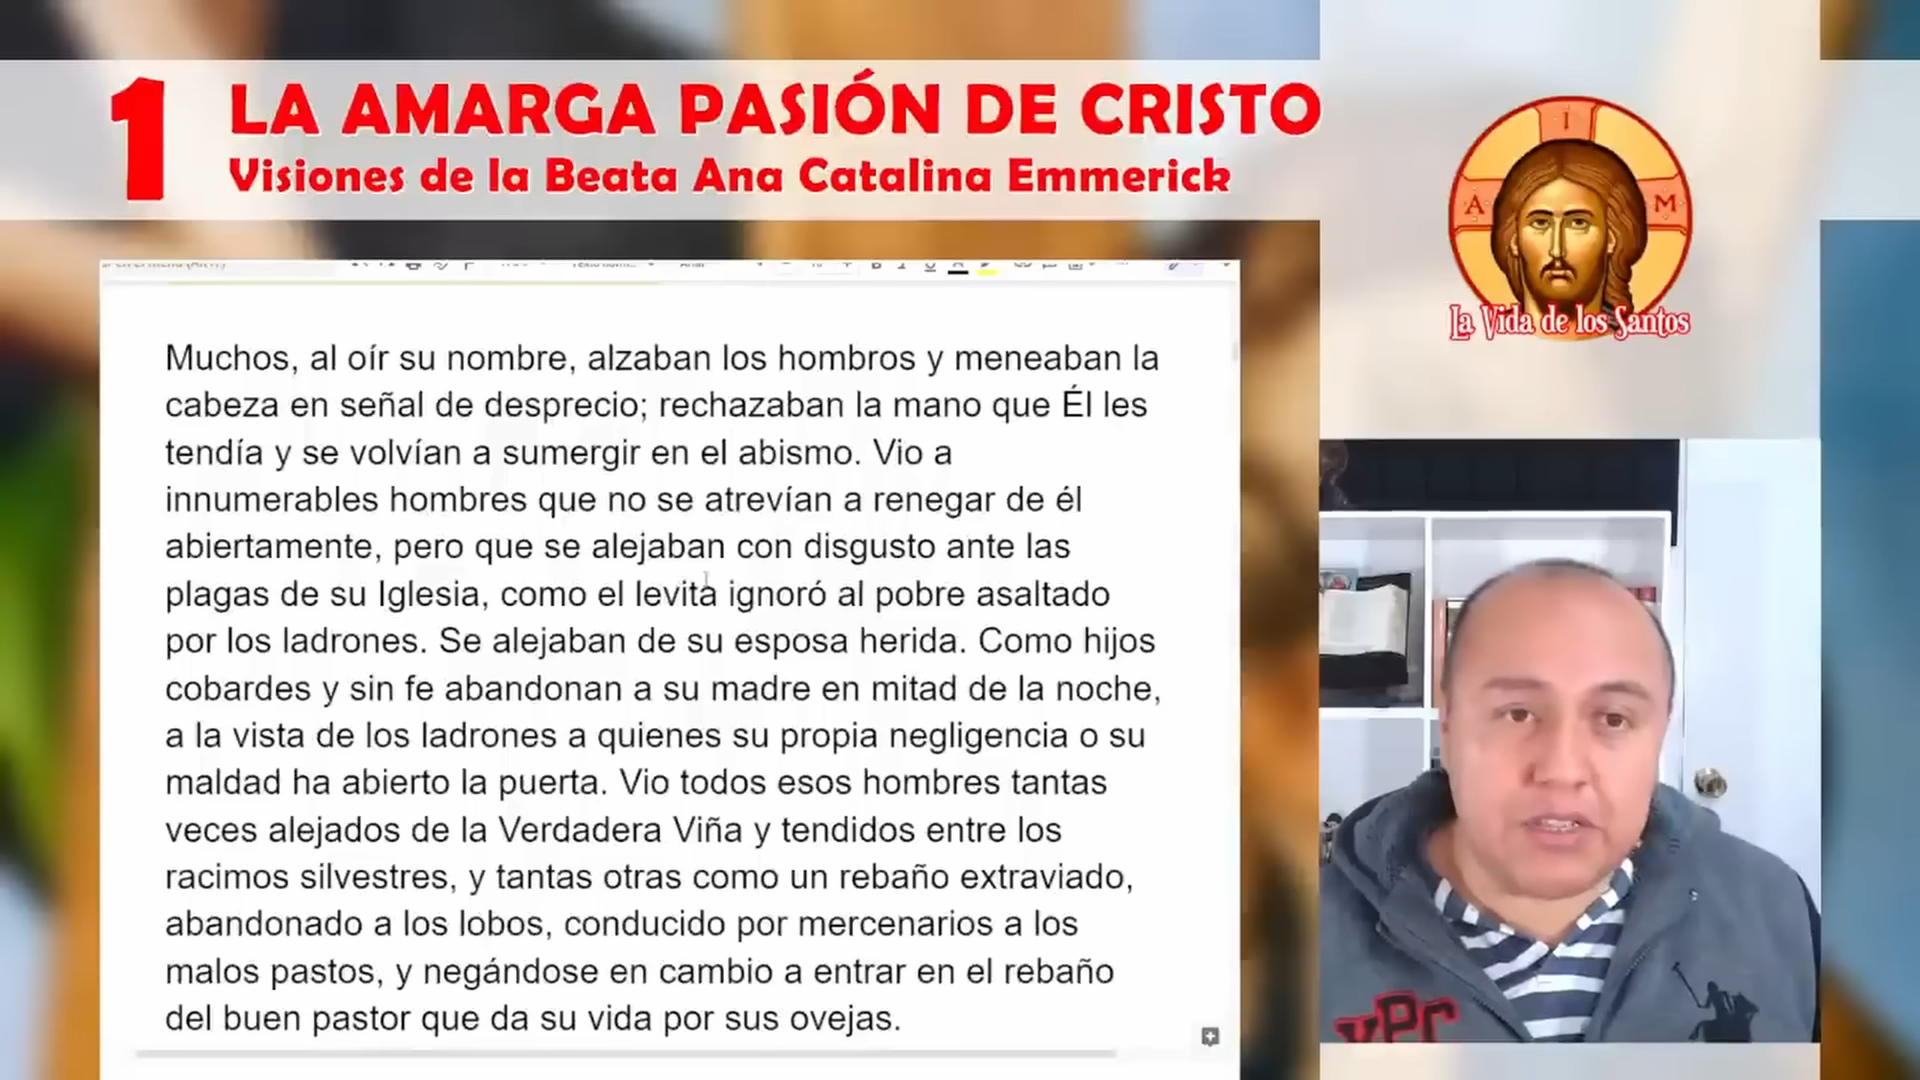 1
LA AMARGA PASIÓN DE CRISTO
Visiones de la Beata Ana Catalina Emmerick
I
A M
La Vida de los Santos
Muchos, al oír su nombre, alzaban los hombros y meneaban la
cabeza en señal de desprecio; rechazaban la mano que Él les
tendía y se volvían a sumergir en el abismo. Vio a
innumerables hombres que no se atrevían a renegar de él
abiertamente, pero que se alejaban con disgusto ante las
plagas de su Iglesia, como el levita ignoró al pobre asaltado
por los ladrones. Se alejaban de su esposa herida. Como hijos
cobardes y sin fe abandonan a su madre en mitad de la noche,
a la vista de los ladrones a quienes su propia negligencia o su
maldad ha abierto la puerta. Vio todos esos hombres tantas
veces alejados de la Verdadera Viña y tendidos entre los
racimos silvestres, y tantas otras como un rebaño extraviado,
abandonado a los lobos, conducido por mercenarios a los
malos pastos, y negándose en cambio a entrar en el rebaño
del buen pastor que da su vida por sus ovejas.